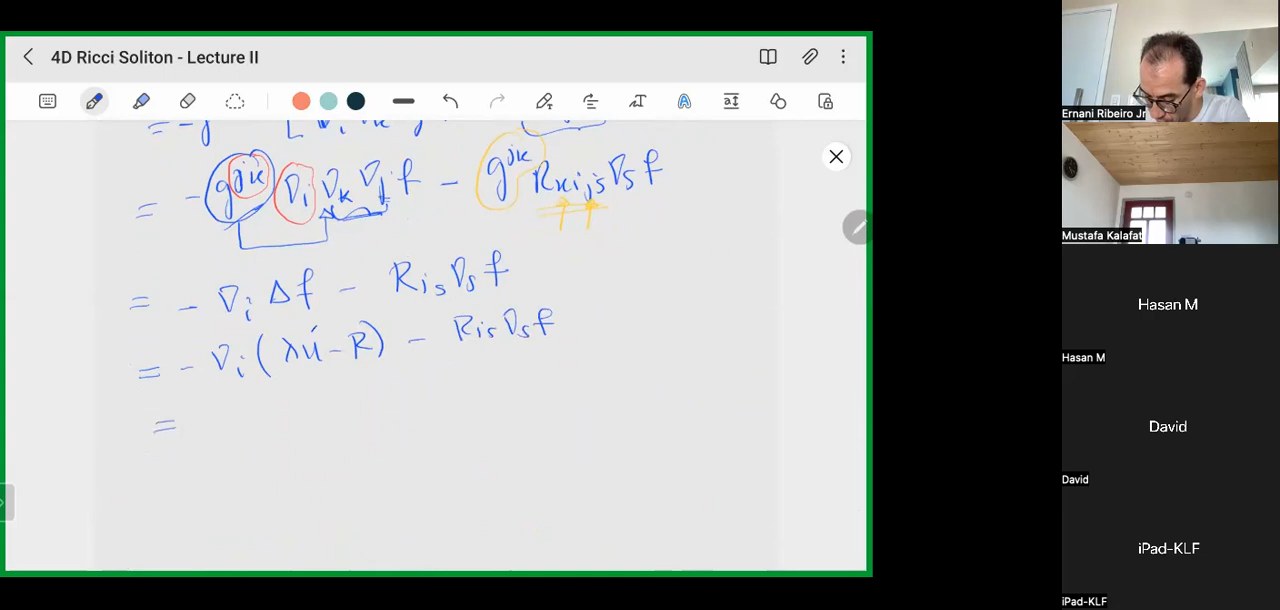 4D Ricci Soliton - Lecture II
= - g^{jk} ∇_i ∇_k ∇_j f - g^{jk} R_{kijs} ∇_s f
= - ∇_i Δf - R_{is} ∇_s f
= - ∇_i (λn - R) - R_{is} ∇_s f
=
Ernani Ribeiro Jr
Mustafa Kalafat
Hasan M
Hasan M
David
David
iPad-KLF
iPad-KLF